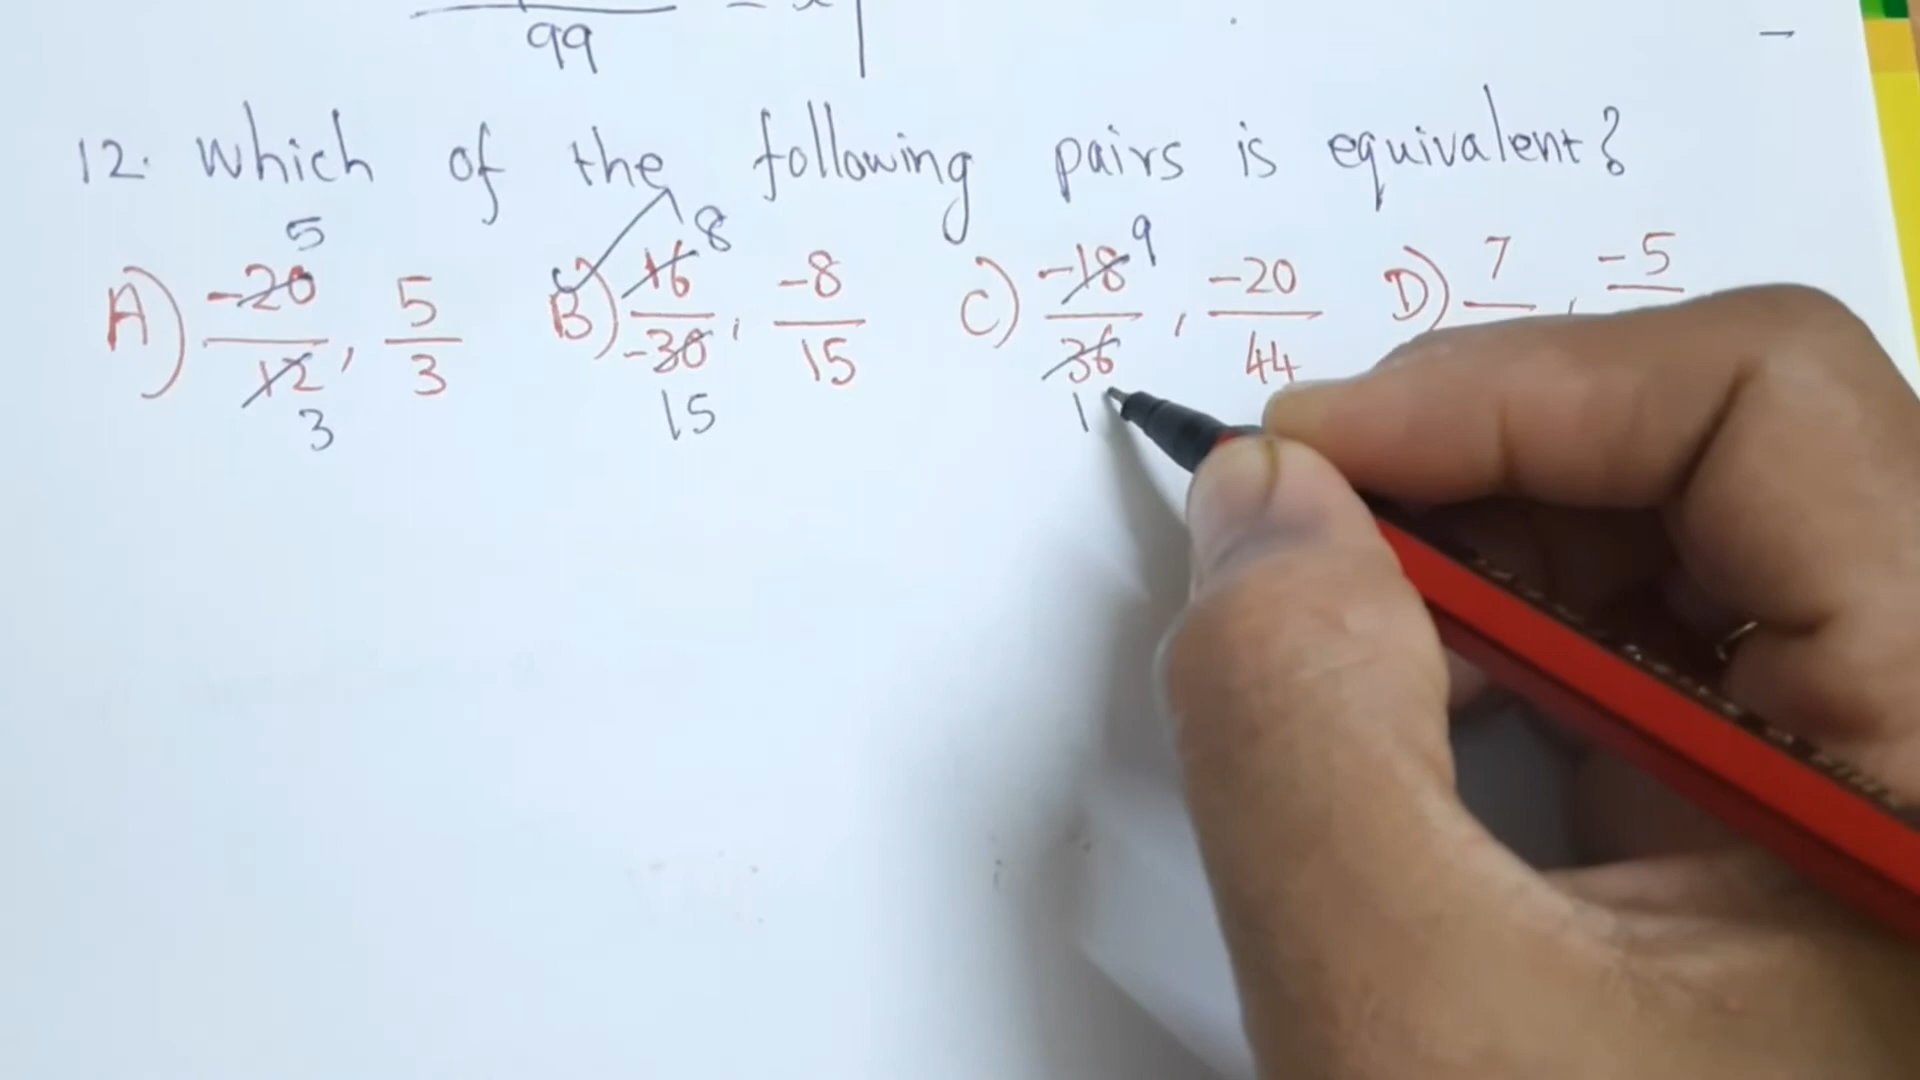 99
12. Which of the following pairs is equivalent?
5 8 9
A) -20/12, 5/3 B) 16/-30, -8/15 C) -18/36, -20/44 D) 7 , -5
3 15 1